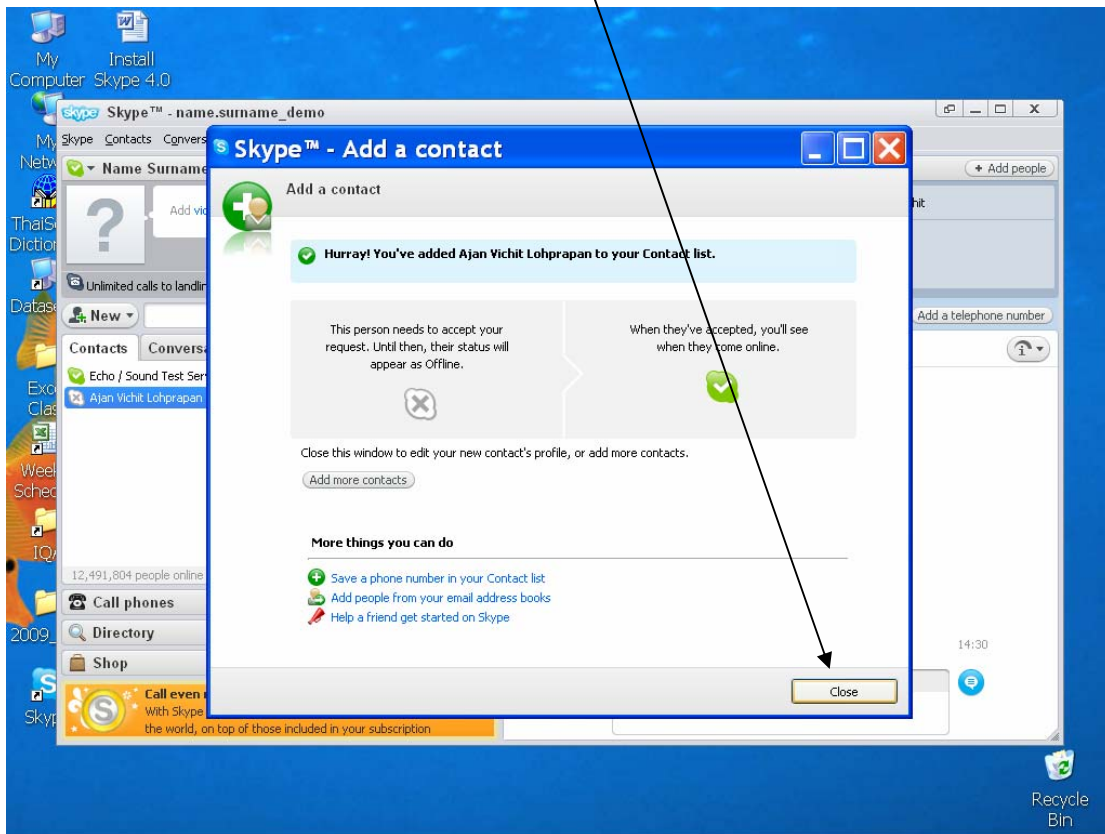 My
Computer
Install
Skype 4.0
Skype™ - name.surname_demo
My
Skype Contacts
Name Surname
Add
+ Add people
Unlimited calls to
New
Add a telephone number
Contacts
Echo / Sound Test
Ajan Vichit Lohprapan
12,491,804 people online
Call phones
Directory
Shop
Call even
With Skype
the world, on top of those included in your subscription
14:30
Skype™ - Add a contact
Add a contact
Hurray! You've added Ajan Vichit Lohprapan to your Contact list.
This person needs to accept your
request. Until then, their status will
appear as Offline.
When they've accepted, you'll see
when they come online.
Close this window to edit your new contact's profile, or add more contacts.
Add more contacts
More things you can do
Save a phone number in your Contact list
Add people from your email address books
Help a friend get started on Skype
Close
Recycle
Bin